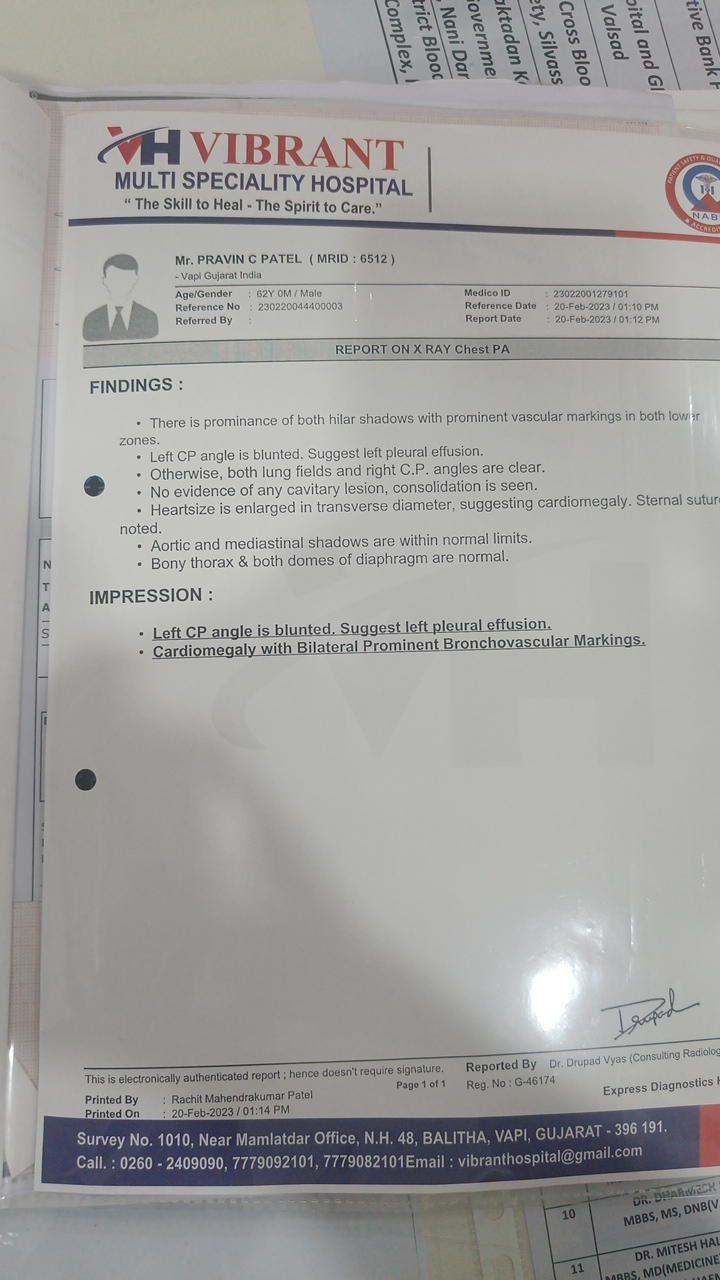 tive Bank
pital and Gl
Valsad
Cross Bloo
ety, Silvass
aktadan K
Governme
, Nani Dar
trict Blood
Complex,
VH VIBRANT
MULTI SPECIALITY HOSPITAL
“ The Skill to Heal - The Spirit to Care.”
PATIENT SAFETY & QUA
NAB
ACCREDIT
Mr. PRAVIN C PATEL ( MRID : 6512 )
- Vapi Gujarat India
Age/Gender : 62Y 0M / Male
Medico ID : 23022001279101
Reference No : 230220044400003
Reference Date : 20-Feb-2023 / 01:10 PM
Referred By :
Report Date : 20-Feb-2023 / 01:12 PM
REPORT ON X RAY Chest PA
FINDINGS :
• There is prominance of both hilar shadows with prominent vascular markings in both lower
zones.
• Left CP angle is blunted. Suggest left pleural effusion.
• Otherwise, both lung fields and right C.P. angles are clear.
• No evidence of any cavitary lesion, consolidation is seen.
• Heartsize is enlarged in transverse diameter, suggesting cardiomegaly. Sternal suture
noted.
• Aortic and mediastinal shadows are within normal limits.
• Bony thorax & both domes of diaphragm are normal.
IMPRESSION :
• Left CP angle is blunted. Suggest left pleural effusion.
• Cardiomegaly with Bilateral Prominent Bronchovascular Markings.
N
T
A
S
Drupad
This is electronically authenticated report ; hence doesn't require signature.
Page 1 of 1
Reported By Dr. Drupad Vyas (Consulting Radiolog
Reg. No : G-46174
Express Diagnostics H
Printed By : Rachit Mahendrakumar Patel
Printed On : 20-Feb-2023 / 01:14 PM
Survey No. 1010, Near Mamlatdar Office, N.H. 48, BALITHA, VAPI, GUJARAT - 396 191.
Call. : 0260 - 2409090, 7779092101, 7779082101Email : vibranthospital@gmail.com
10
DR. DHARMECK
MBBS, MS, DNB(V
11
DR. MITESH HAL
MBBS, MD(MEDICINE